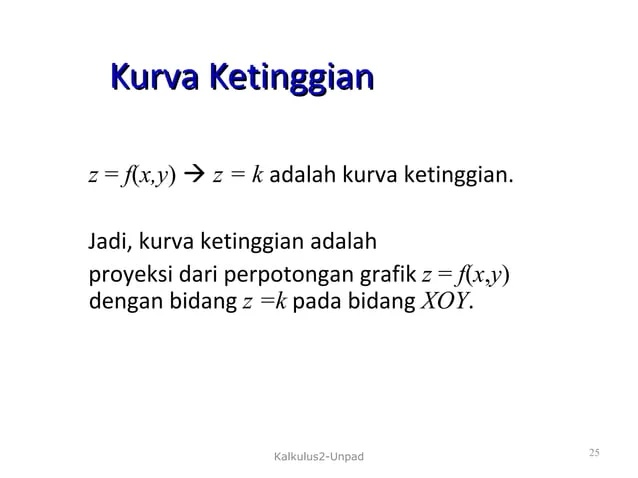 Kurva Ketinggian
z = f(x,y) → z = k adalah kurva ketinggian.
Jadi, kurva ketinggian adalah
proyeksi dari perpotongan grafik z = f(x,y)
dengan bidang z =k pada bidang XOY.
Kalkulus2-Unpad
25